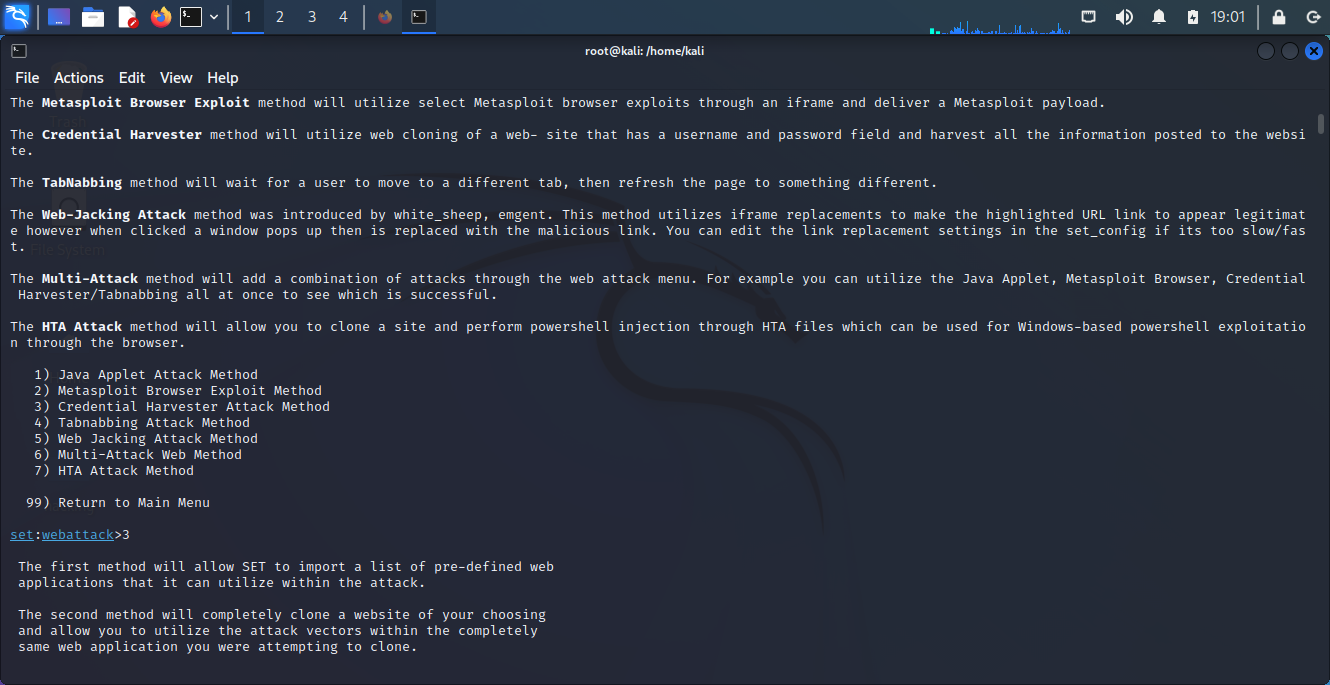 1 2 3 4 19:01
root@kali: /home/kali
File Actions Edit View Help
The Metasploit Browser Exploit method will utilize select Metasploit browser exploits through an iframe and deliver a Metasploit payload.
The Credential Harvester method will utilize web cloning of a web- site that has a username and password field and harvest all the information posted to the websi
te.
The TabNabbing method will wait for a user to move to a different tab, then refresh the page to something different.
The Web-Jacking Attack method was introduced by white_sheep, emgent. This method utilizes iframe replacements to make the highlighted URL link to appear legitimat
e however when clicked a window pops up then is replaced with the malicious link. You can edit the link replacement settings in the set_config if its too slow/fas
t.
File System
The Multi-Attack method will add a combination of attacks through the web attack menu. For example you can utilize the Java Applet, Metasploit Browser, Credential
Harvester/Tabnabbing all at once to see which is successful.
The HTA Attack method will allow you to clone a site and perform powershell injection through HTA files which can be used for Windows-based powershell exploitatio
n through the browser.
1) Java Applet Attack Method
2) Metasploit Browser Exploit Method
3) Credential Harvester Attack Method
4) Tabnabbing Attack Method
5) Web Jacking Attack Method
6) Multi-Attack Web Method
7) HTA Attack Method
99) Return to Main Menu
set:webattack>3
The first method will allow SET to import a list of pre-defined web
applications that it can utilize within the attack.
The second method will completely clone a website of your choosing
and allow you to utilize the attack vectors within the completely
same web application you were attempting to clone.